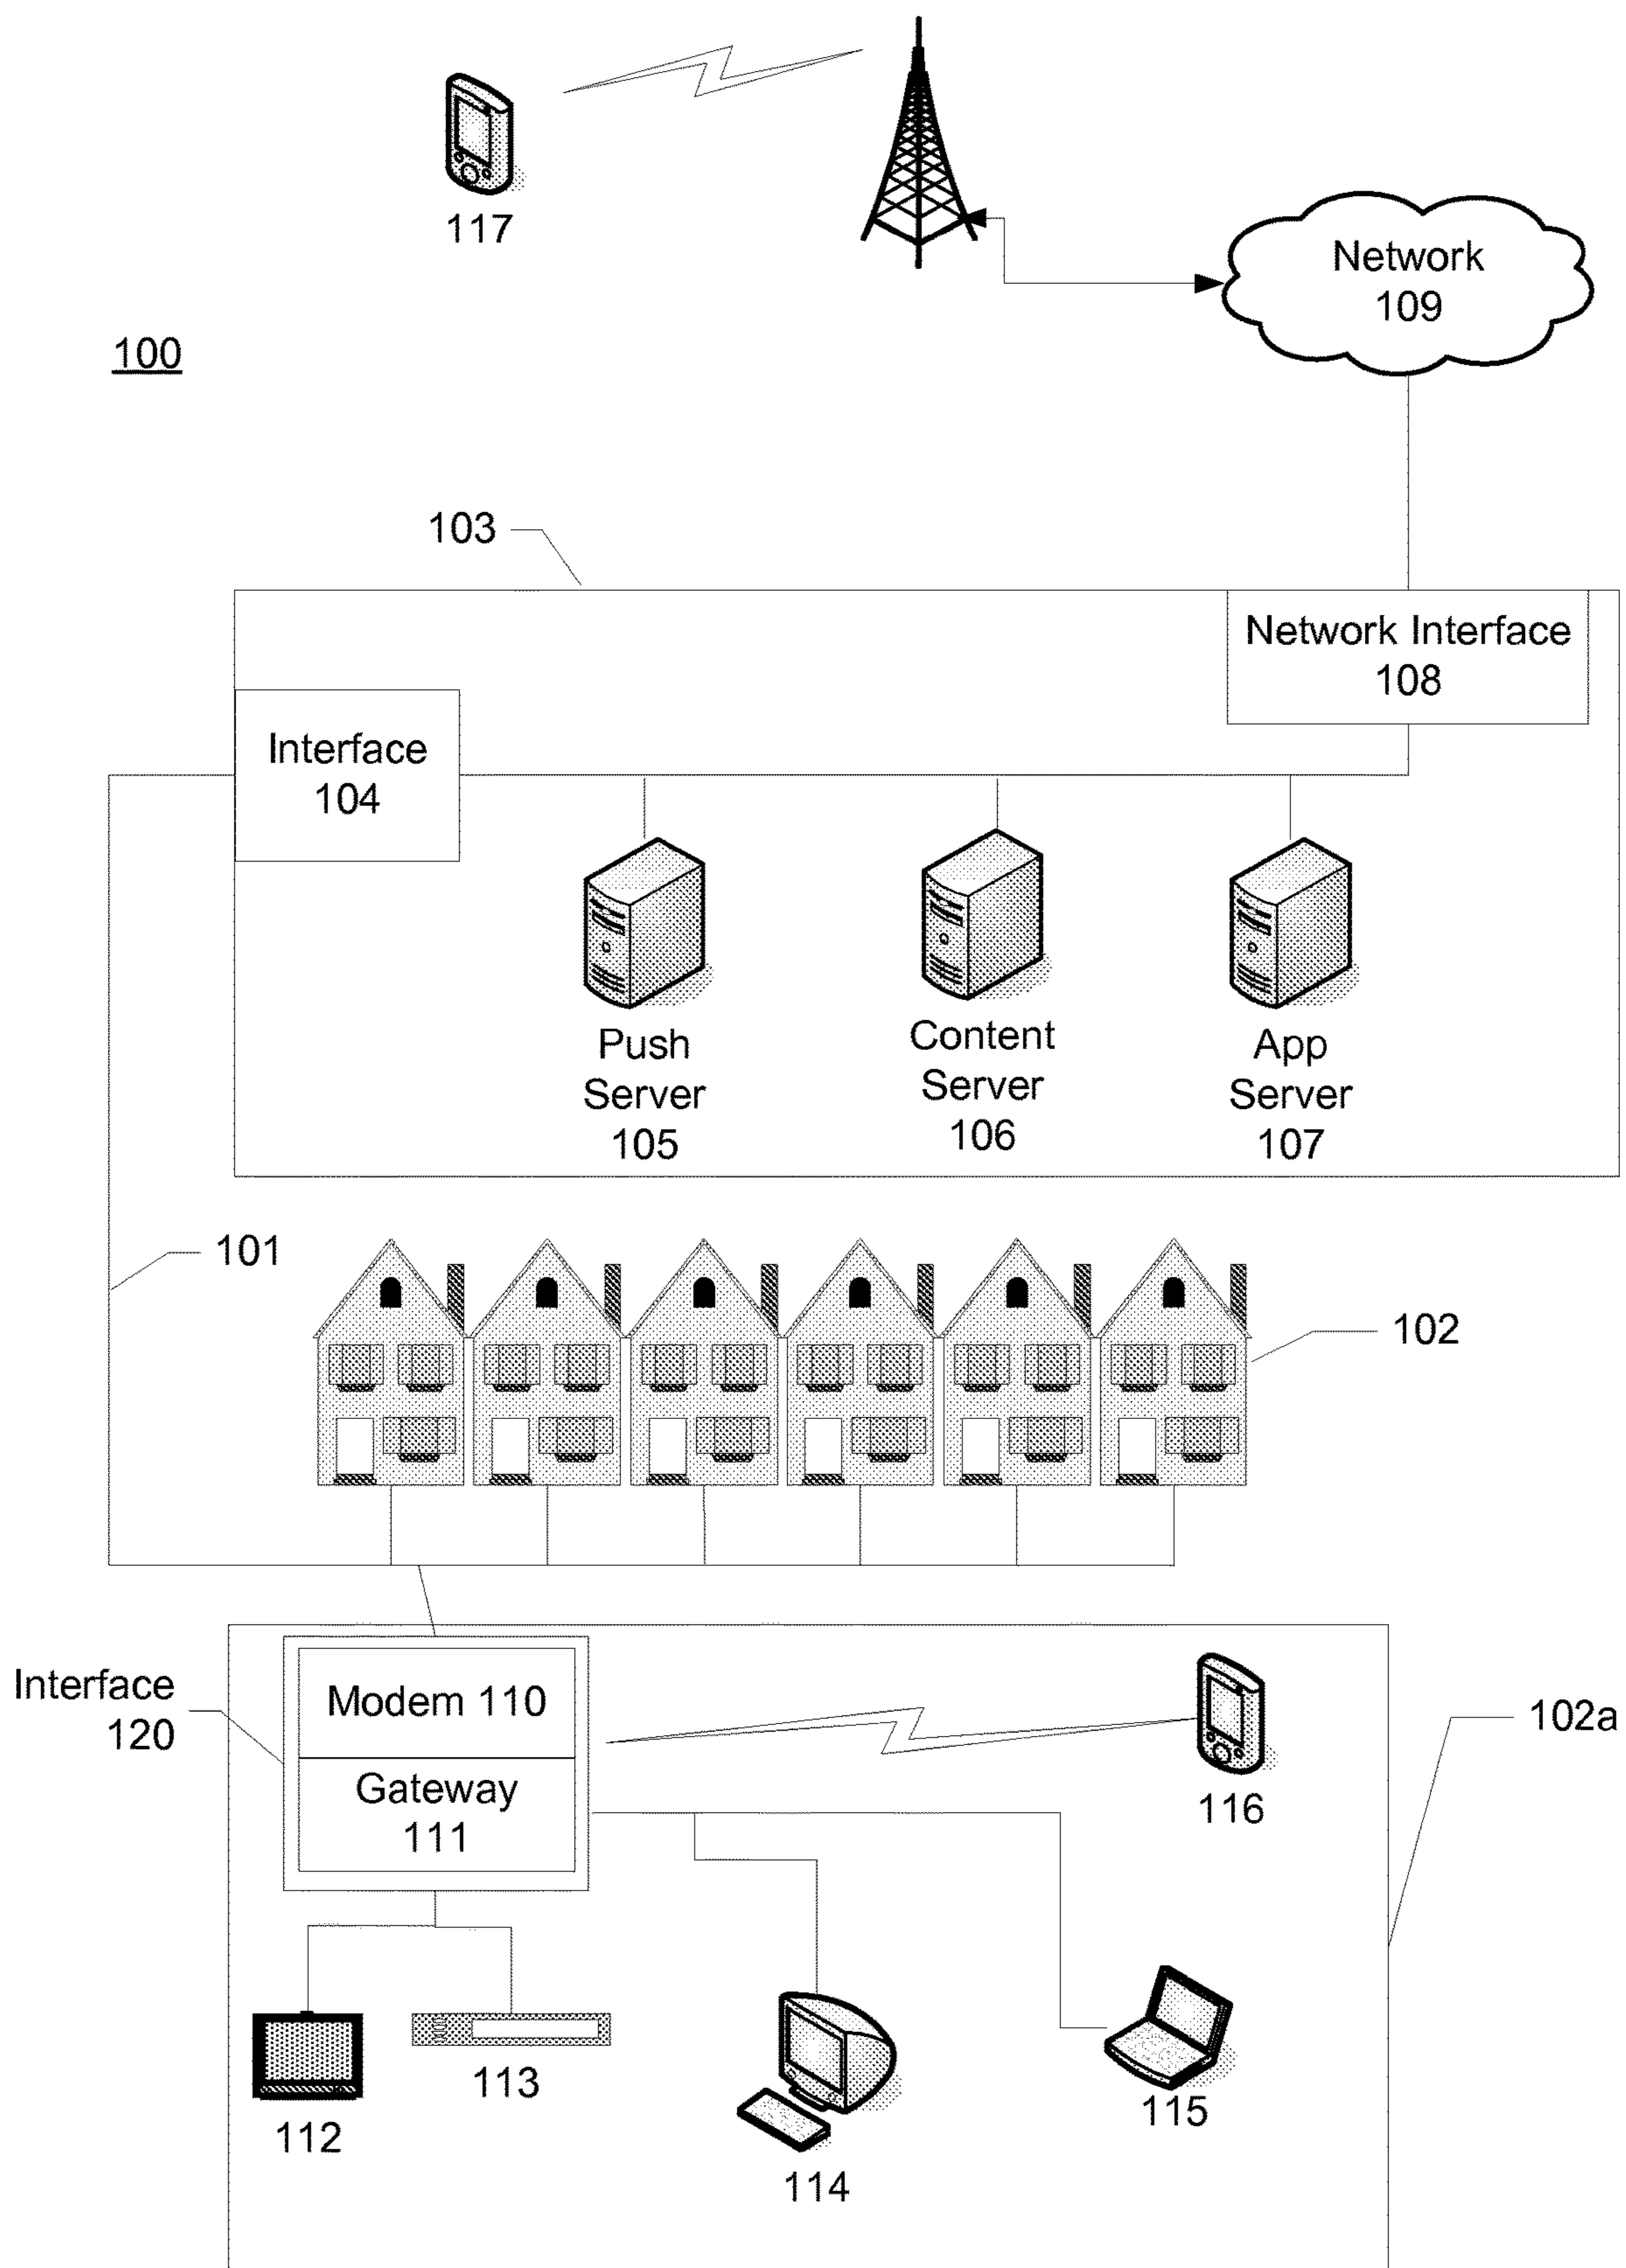 117
Network
109
100
103
Network Interface
108
Interface
104
Push
Server
105
Content
Server
106
App
Server
107
101
102
Interface
120
Modem 110
Gateway
111
116
102a
112
113
114
115